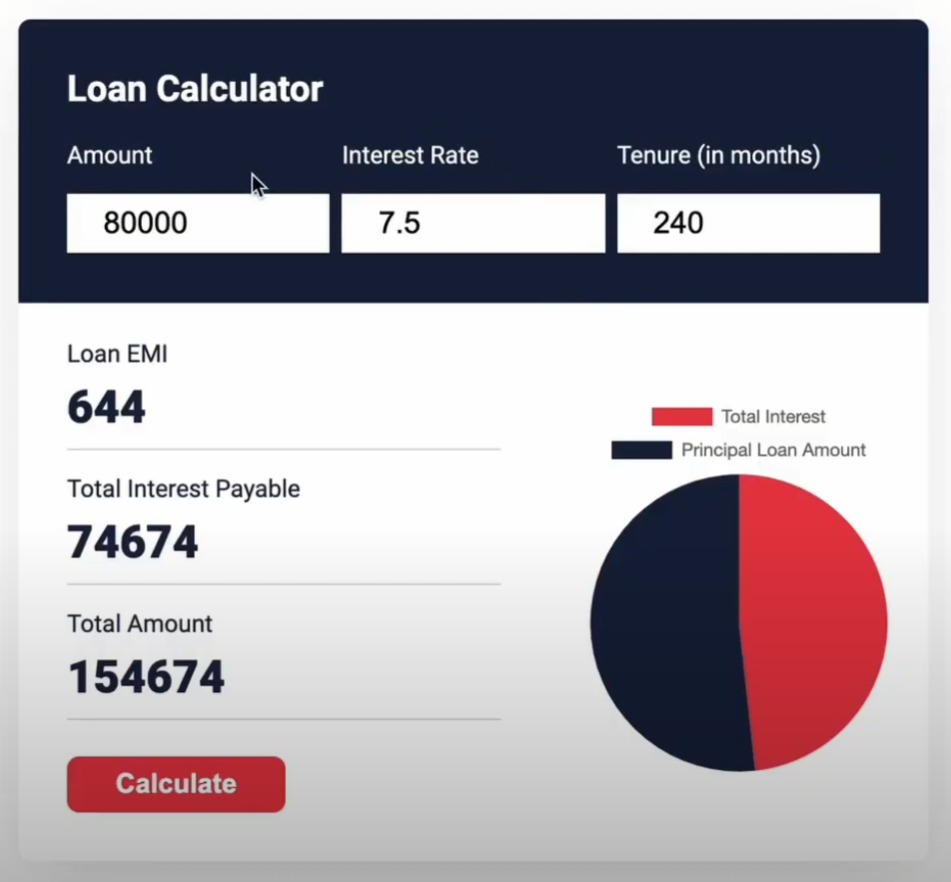 Loan Calculator
Amount Interest Rate Tenure (in months)
80000 7.5 240
Loan EMI
644
Total Interest Payable
74674
Total Amount
154674
Calculate
Total Interest
Principal Loan Amount